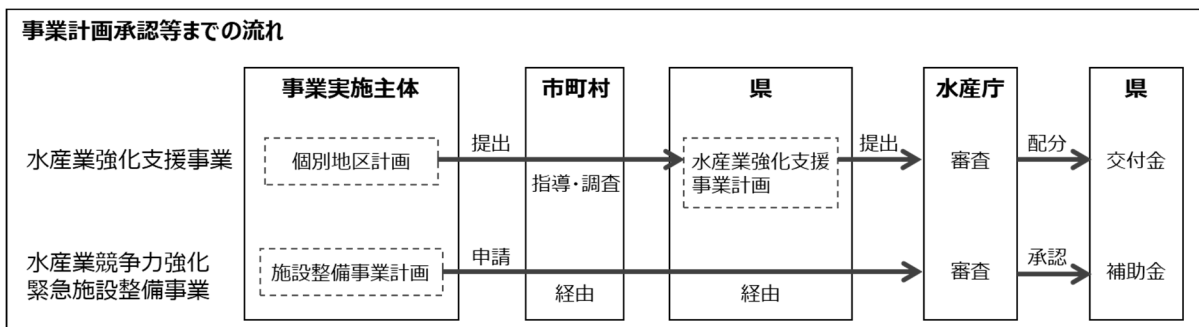 事業計画承認等までの流れ
事業実施主体 市町村 県 水産庁 県
水産業強化支援事業 個別地区計画 提出 指導・調査 水産業強化支援
事業計画 提出 審査 配分 交付金
水産業競争力強化
緊急施設整備事業 施設整備事業計画 申請 経由 経由 審査 承認 補助金